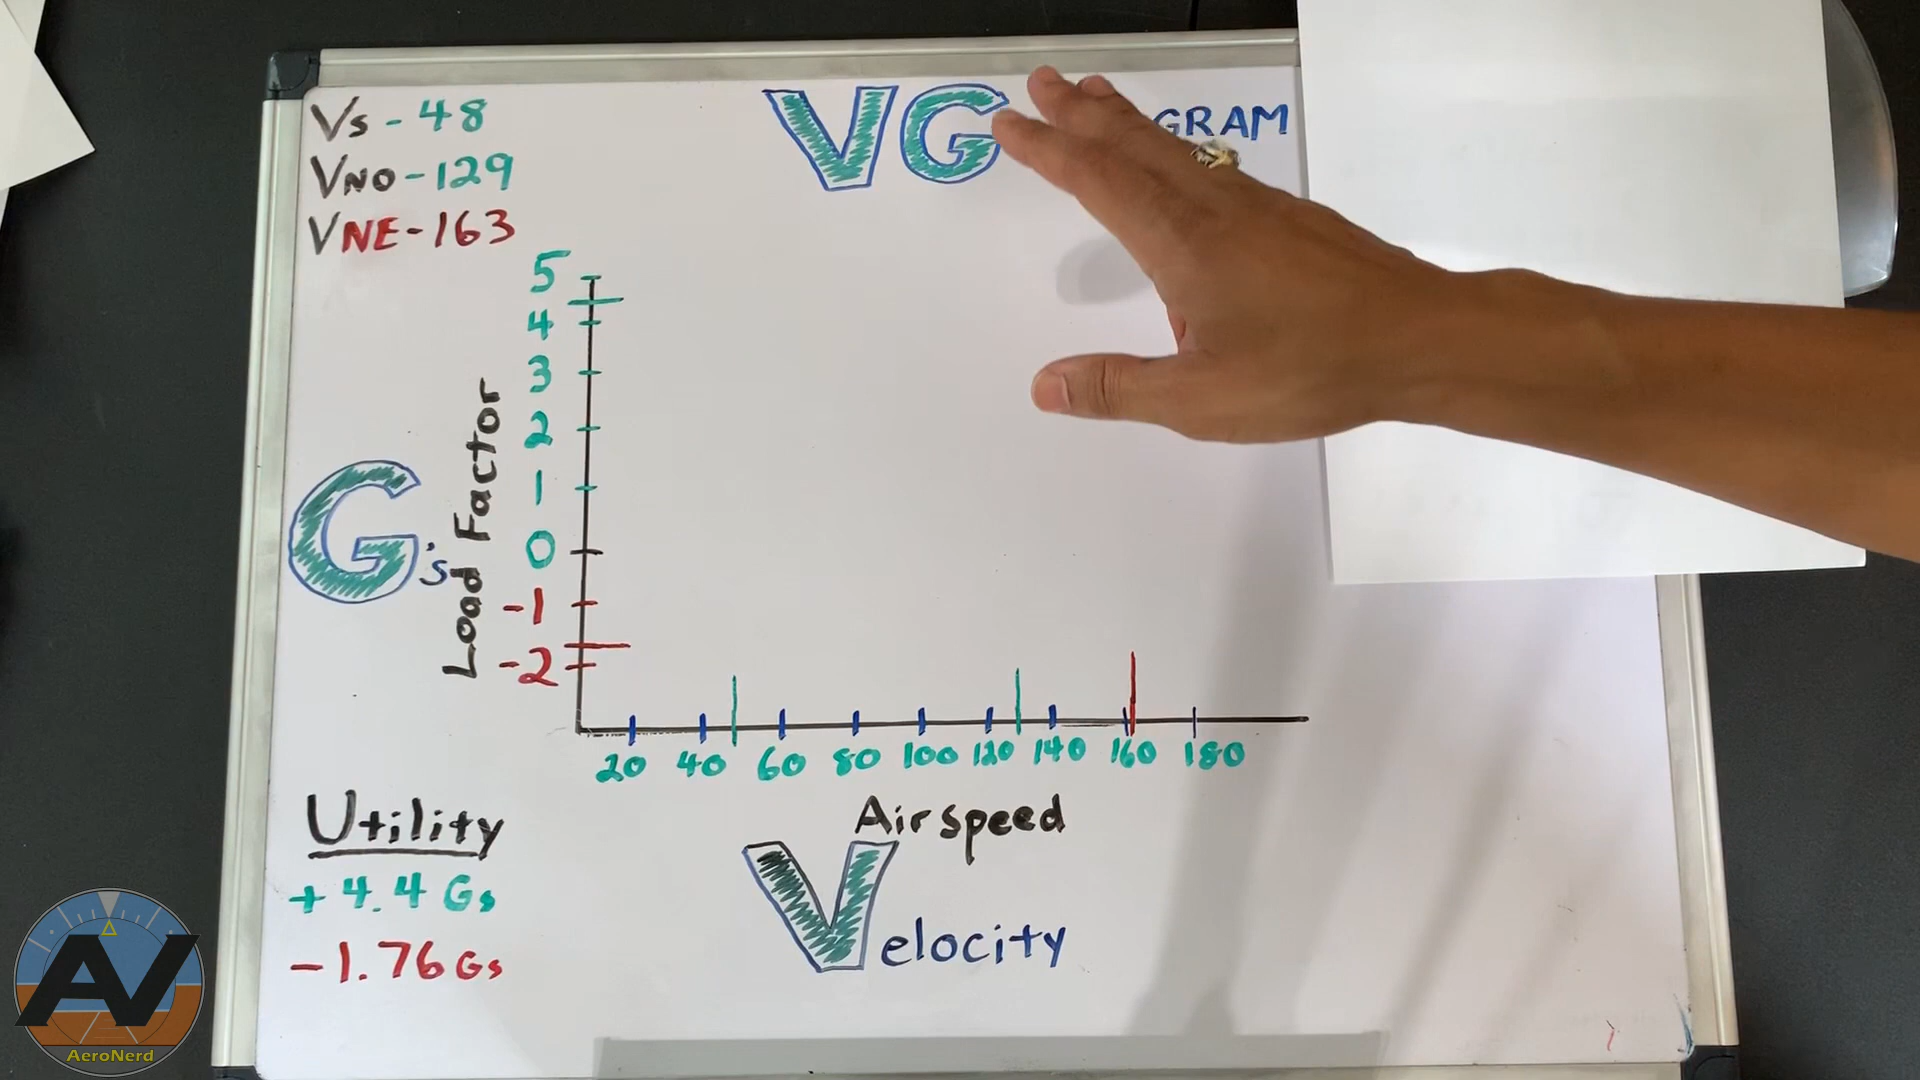 VG GRAM
Vs - 48
VNO - 129
VNE - 163
5
4
3
2
1
0
-1
-2
G's
Load Factor
20 40 60 80 100 120 140 160 180
Airspeed
Velocity
Utility
+ 4.4 Gs
- 1.76 Gs
AV
AeroNerd